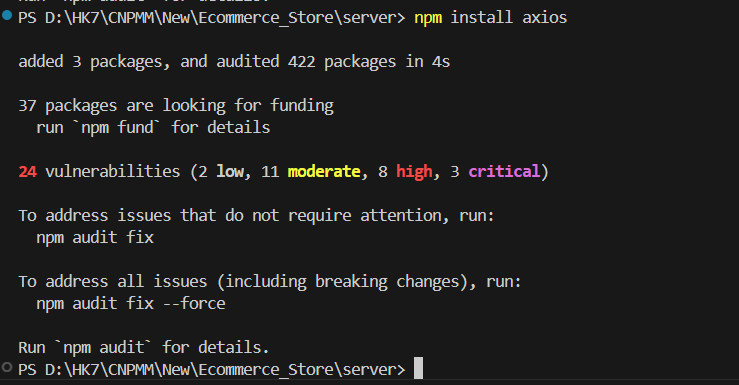 PS D:\HK7\CNPMM\New\Ecommerce_Store\server> npm install axios
added 3 packages, and audited 422 packages in 4s
37 packages are looking for funding
run `npm fund` for details
24 vulnerabilities (2 low, 11 moderate, 8 high, 3 critical)
To address issues that do not require attention, run:
npm audit fix
To address all issues (including breaking changes), run:
npm audit fix --force
Run `npm audit` for details.
PS D:\HK7\CNPMM\New\Ecommerce_Store\server>